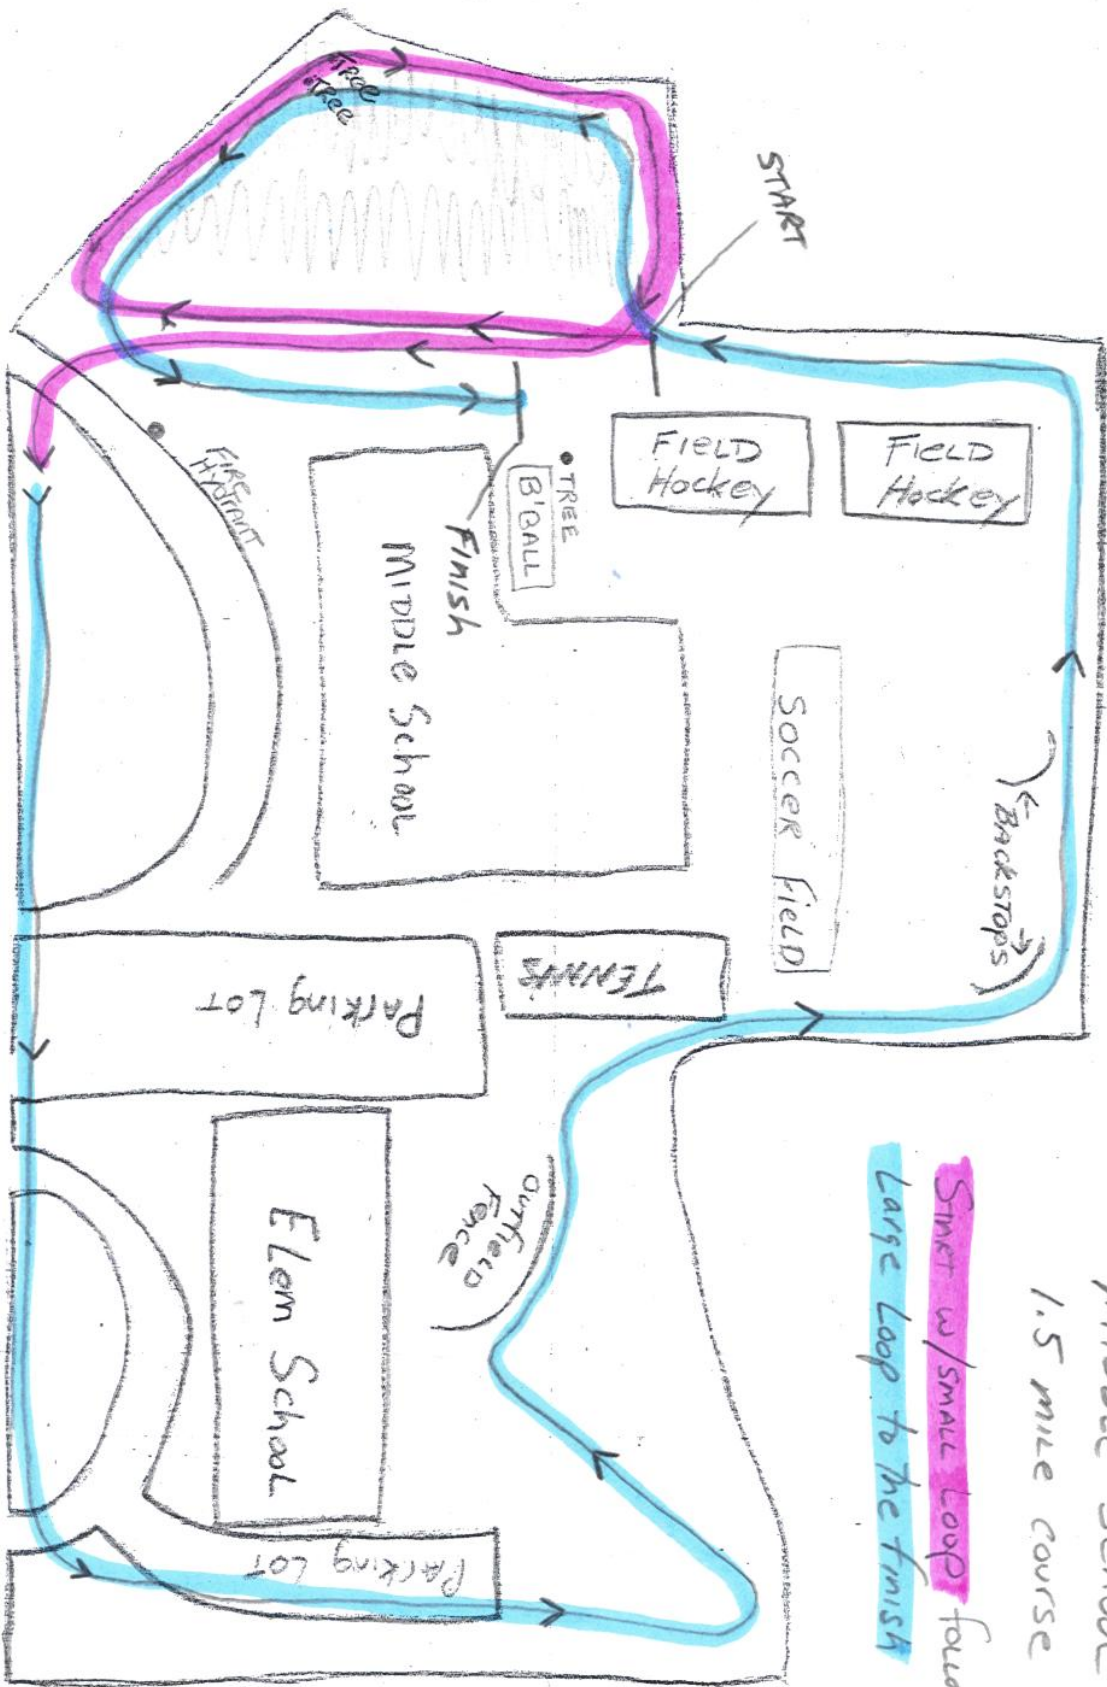 1.5 mile course
Start w/small Loop
Large Loop to the finish
START
Tree
Tree
FIELD
Hockey
FIELD
Hockey
TREE
B'BALL
Finish
FIRE
HYDRANT
MIDDLE School
SOCCER Field
BACKSTOPS
TENNIS
Parking LOT
OUTFIELD
Fence
Elem School
Parking LOT